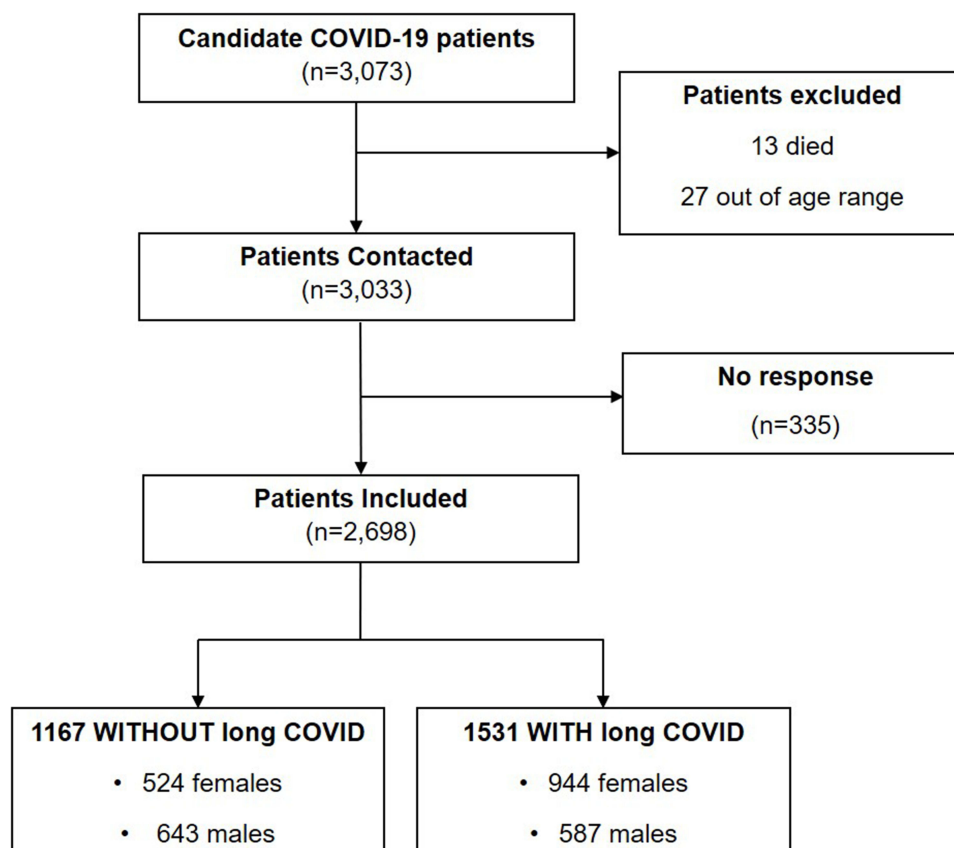 Candidate COVID-19 patients
(n=3,073)
Patients excluded
13 died
27 out of age range
Patients Contacted
(n=3,033)
No response
(n=335)
Patients Included
(n=2,698)
1167 WITHOUT long COVID
• 524 females
• 643 males
1531 WITH long COVID
• 944 females
• 587 males